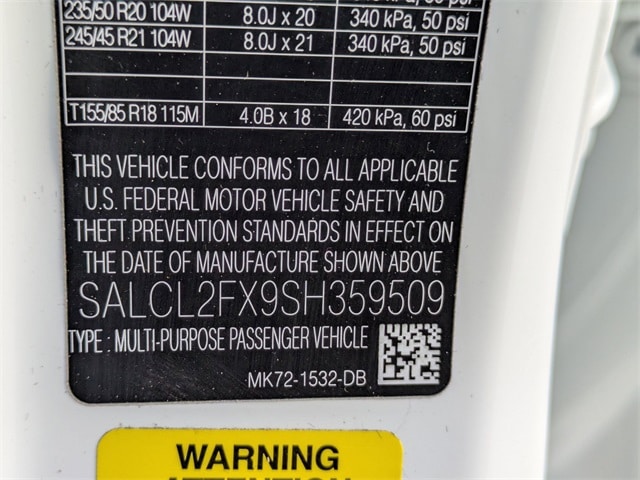 235/50 R20 104W 8.0J x 20 340 kPa, 50 psi
245/45 R21 104W 8.0J x 21 340 kPa, 50 psi
T155/85 R18 115M 4.0B x 18 420 kPa, 60 psi
THIS VEHICLE CONFORMS TO ALL APPLICABLE
U.S. FEDERAL MOTOR VEHICLE SAFETY AND
THEFT PREVENTION STANDARDS IN EFFECT ON
THE DATE OF MANUFACTURE SHOWN ABOVE
SALCL2FX9SH359509
TYPE : MULTI-PURPOSE PASSENGER VEHICLE
MK72-1532-DB
WARNING